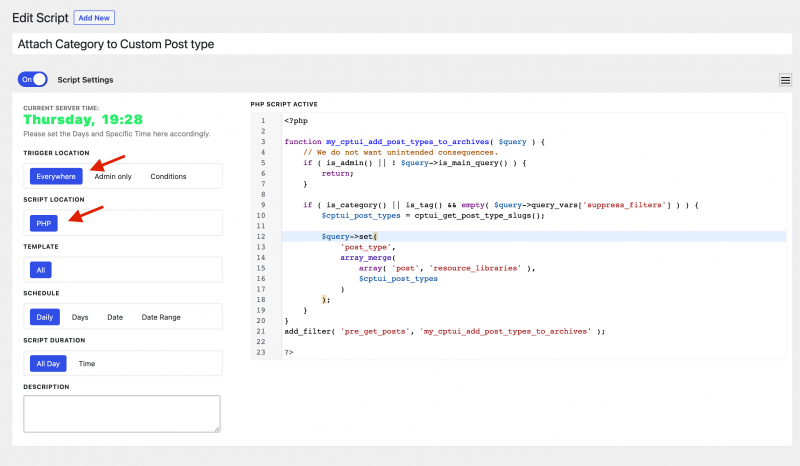 Edit Script Add New
Attach Category to Custom Post type
On Script Settings
CURRENT SERVER TIME:
Thursday, 19:28
Please set the Days and Specific Time here accordingly.
TRIGGER LOCATION
Everywhere Admin only Conditions
SCRIPT LOCATION
PHP
TEMPLATE
All
SCHEDULE
Daily Days Date Date Range
SCRIPT DURATION
All Day Time
DESCRIPTION
PHP SCRIPT ACTIVE
1 <?php
2
3 function my_cptui_add_post_types_to_archives( $query ) {
4 // We do not want unintended consequences.
5 if ( is_admin() || ! $query->is_main_query() ) {
6 return;
7 }
8
9 if ( is_category() || is_tag() && empty( $query->query_vars['suppress_filters'] ) ) {
10 $cptui_post_types = cptui_get_post_type_slugs();
11
12 $query->set(
13 'post_type',
14 array_merge(
15 array( 'post', 'resource_libraries' ),
16 $cptui_post_types
17 )
18 );
19 }
20 }
21 add_filter( 'pre_get_posts', 'my_cptui_add_post_types_to_archives' );
22
23 ?>